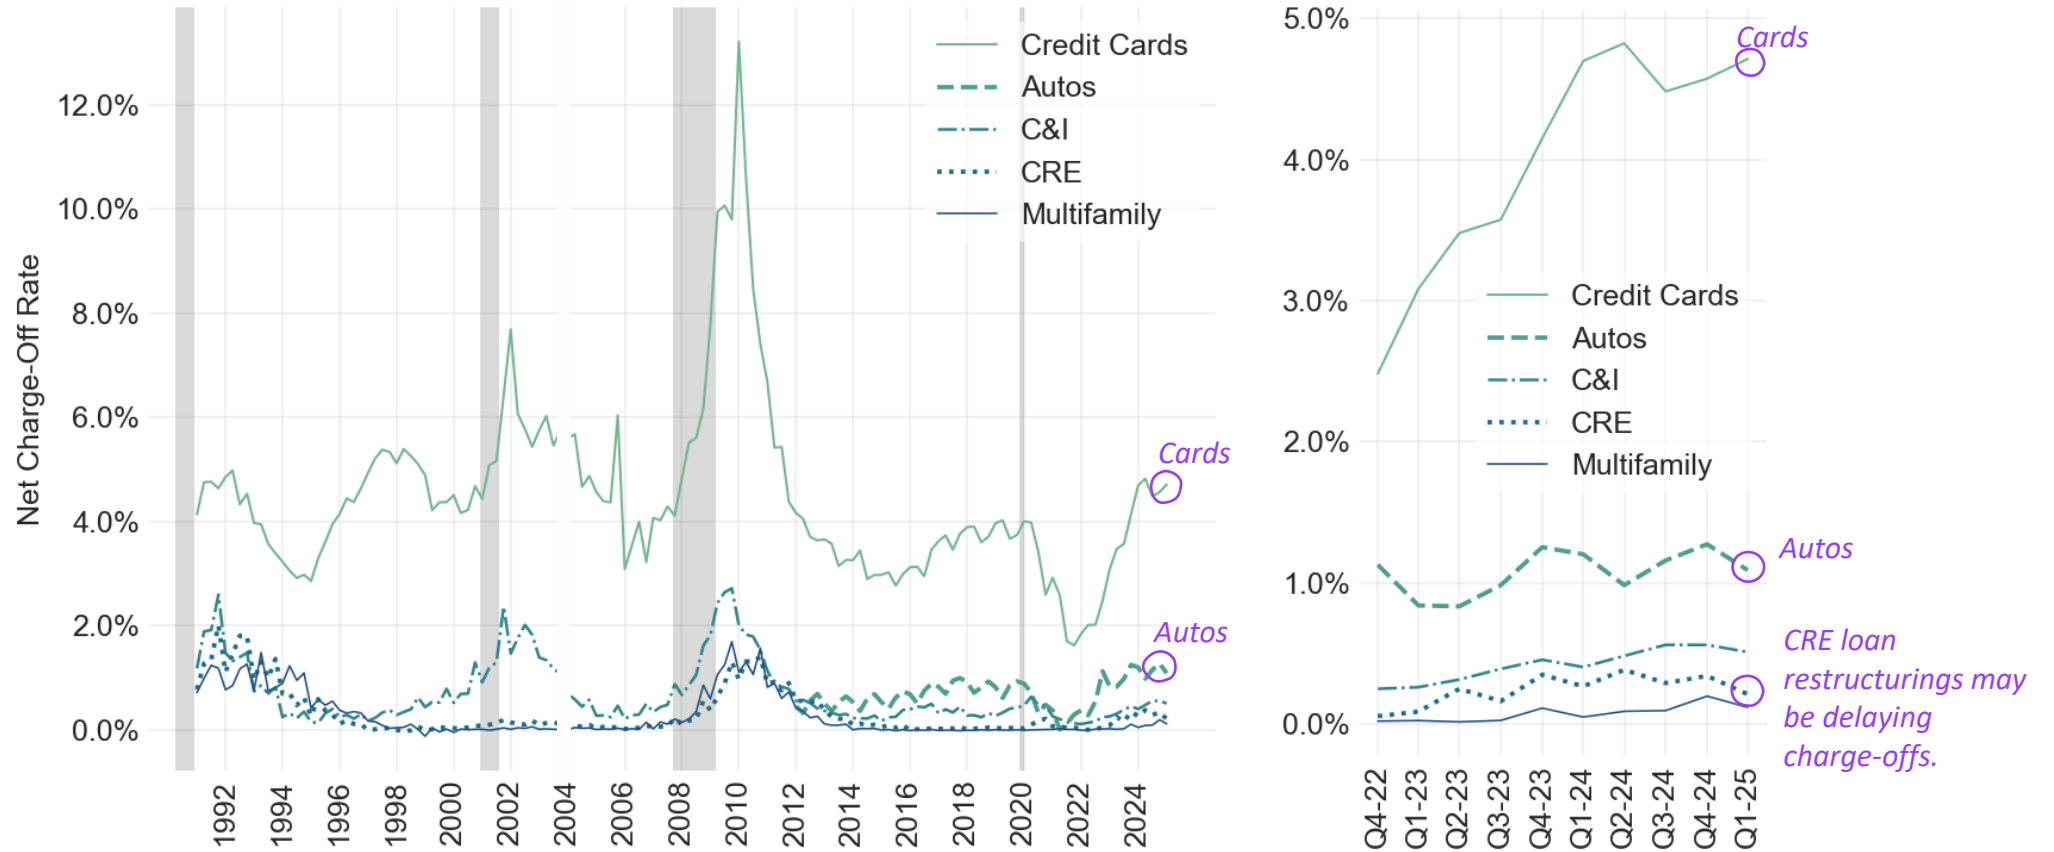 Net Charge-Off Rate
12.0%
10.0%
8.0%
6.0%
4.0%
2.0%
0.0%
1992
1994
1996
1998
2000
2002
2004
2006
2008
2010
2012
2014
2016
2018
2020
2022
2024
Credit Cards
Autos
C&I
CRE
Multifamily
Cards
Autos
5.0%
4.0%
3.0%
2.0%
1.0%
0.0%
Q4-22
Q1-23
Q2-23
Q3-23
Q4-23
Q1-24
Q2-24
Q3-24
Q4-24
Q1-25
Credit Cards
Autos
C&I
CRE
Multifamily
Cards
Autos
CRE loan
restructurings may
be delaying
charge-offs.